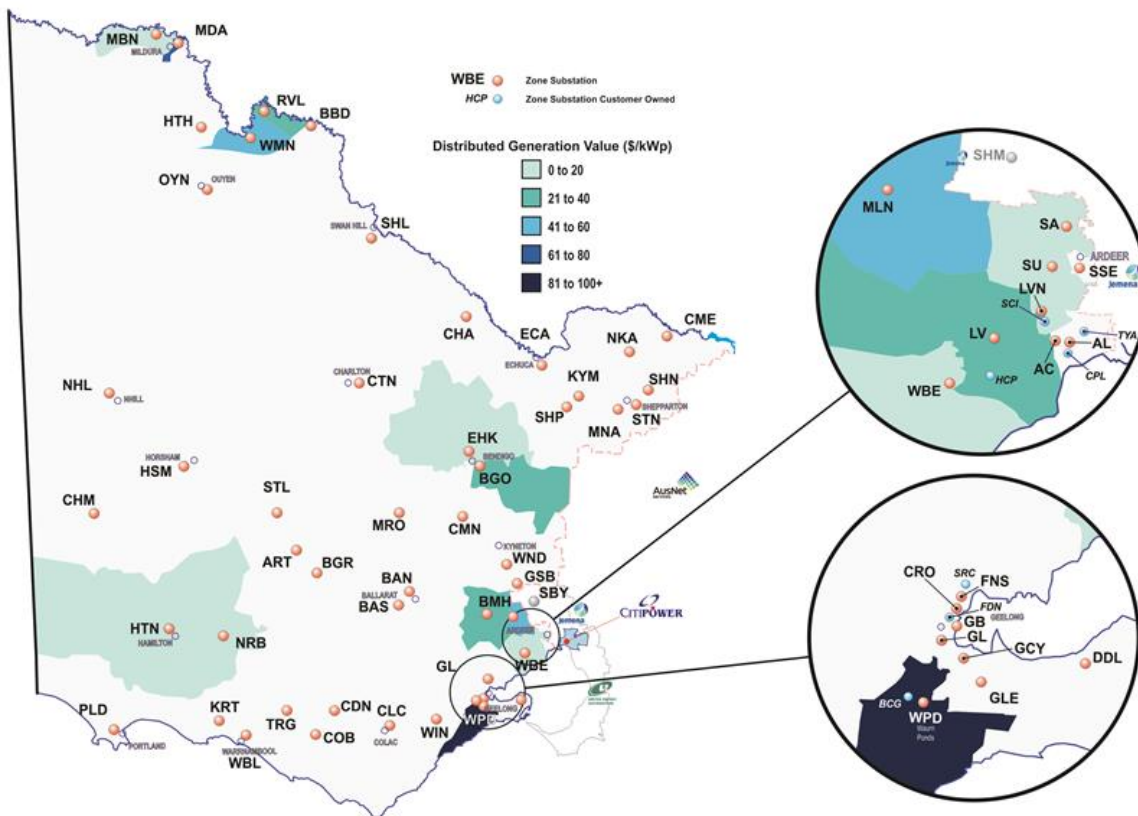 MBN
MDA
MILDURA
RVL
BBD
HTH
WMN
OYN
OUYEN
SWAN HILL
SHL
WBE Zone Substation
HCP Zone Substation Customer Owned
Distributed Generation Value ($/kWp)
0 to 20
21 to 40
41 to 60
61 to 80
81 to 100+
CHA
ECA
ECHUCA
NKA
CME
NHL
NHILL
CHARLTON
CTN
KYM
SHN
SHP
SHEPPARTON
MNA
STN
EHK
BENDIGO
BGO
HORSHAM
HSM
CHM
STL
MRO
CMN
AusNet
KYNETON
WND
ART
BGR
BAN
BALLARAT
BAS
GSB
SBY
BMH
ARDEER
Jemena
CITIPOWER
HTN
HAMILTON
NRB
WBE
GL
GEELONG
WPD
PLD
PORTLAND
KRT
WARRNAMBOOL
WBL
TRG
CDN
COB
CLC
COLAC
WIN
Jemena
SHM
MLN
SA
ARDEER
SU
SSE
Jemena
LVN
SCI
TYA
LV
AL
AC
CPL
WBE
HCP
SRC
CRO
FNS
FDN
GEELONG
GB
GL
GCY
DDL
GLE
BCG
WPD
Waurn
Ponds